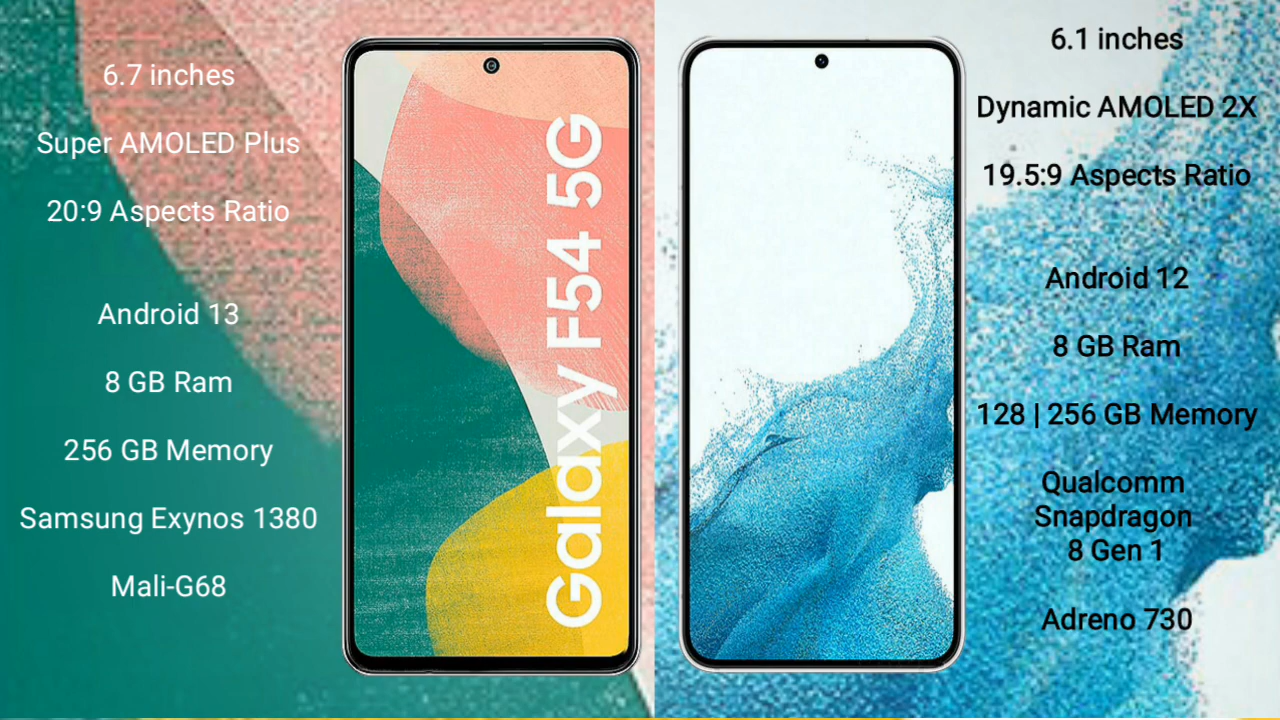 6.7 inches
Super AMOLED Plus
20:9 Aspects Ratio
Android 13
8 GB Ram
256 GB Memory
Samsung Exynos 1380
Mali-G68
Galaxy F54 5G
6.1 inches
Dynamic AMOLED 2X
19.5:9 Aspects Ratio
Android 12
8 GB Ram
128 | 256 GB Memory
Qualcomm
Snapdragon
8 Gen 1
Adreno 730